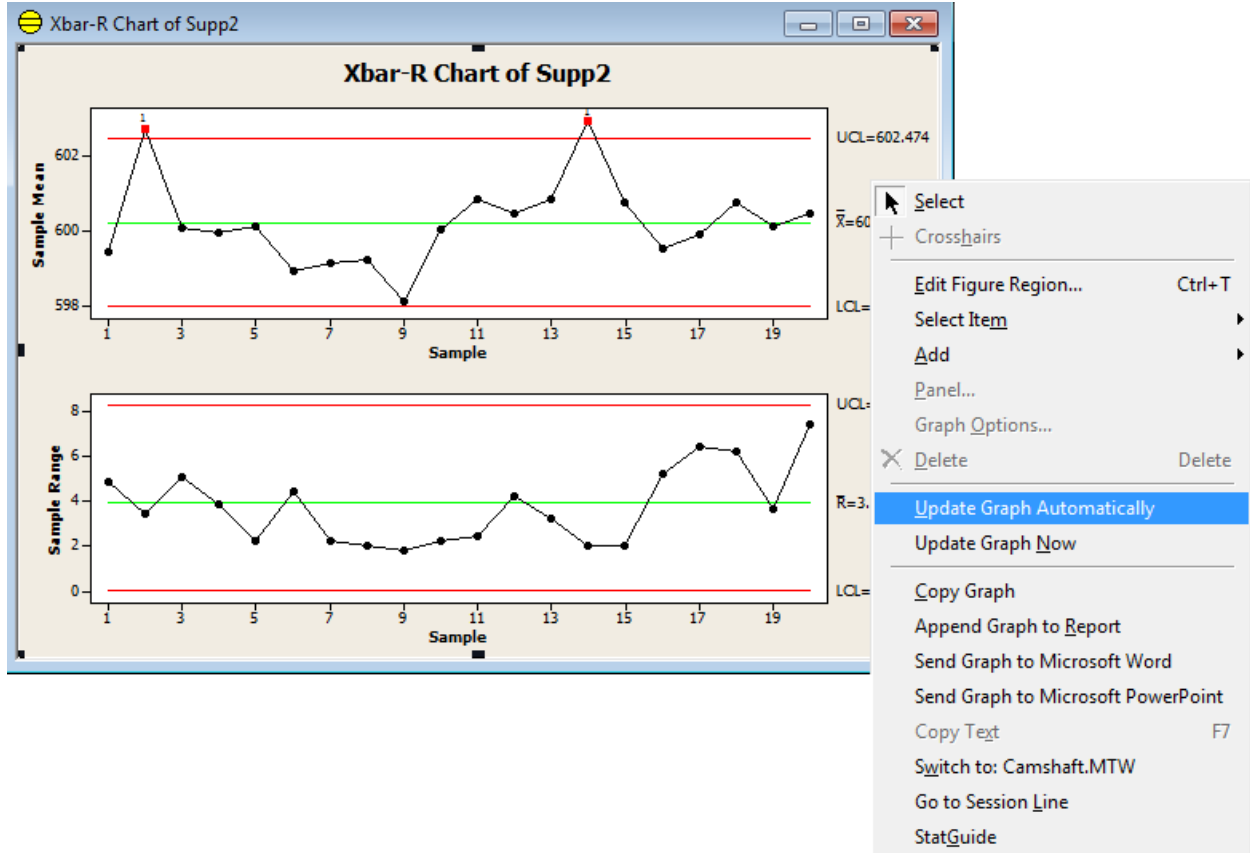 Xbar-R Chart of Supp2
Xbar-R Chart of Supp2
1
1
UCL=602.474
602
600
598
Sample Mean
LCL=
1 3 5 7 9 11 13 15 17 19
Sample
UCL=
8
6
4
2
0
Sample Range
R̅=3.
LCL=
1 3 5 7 9 11 13 15 17 19
Sample
Select
Crosshairs
Edit Figure Region... Ctrl+T
Select Item
Add
Panel...
Graph Options...
Delete Delete
Update Graph Automatically
Update Graph Now
Copy Graph
Append Graph to Report
Send Graph to Microsoft Word
Send Graph to Microsoft PowerPoint
Copy Text F7
Switch to: Camshaft.MTW
Go to Session Line
StatGuide